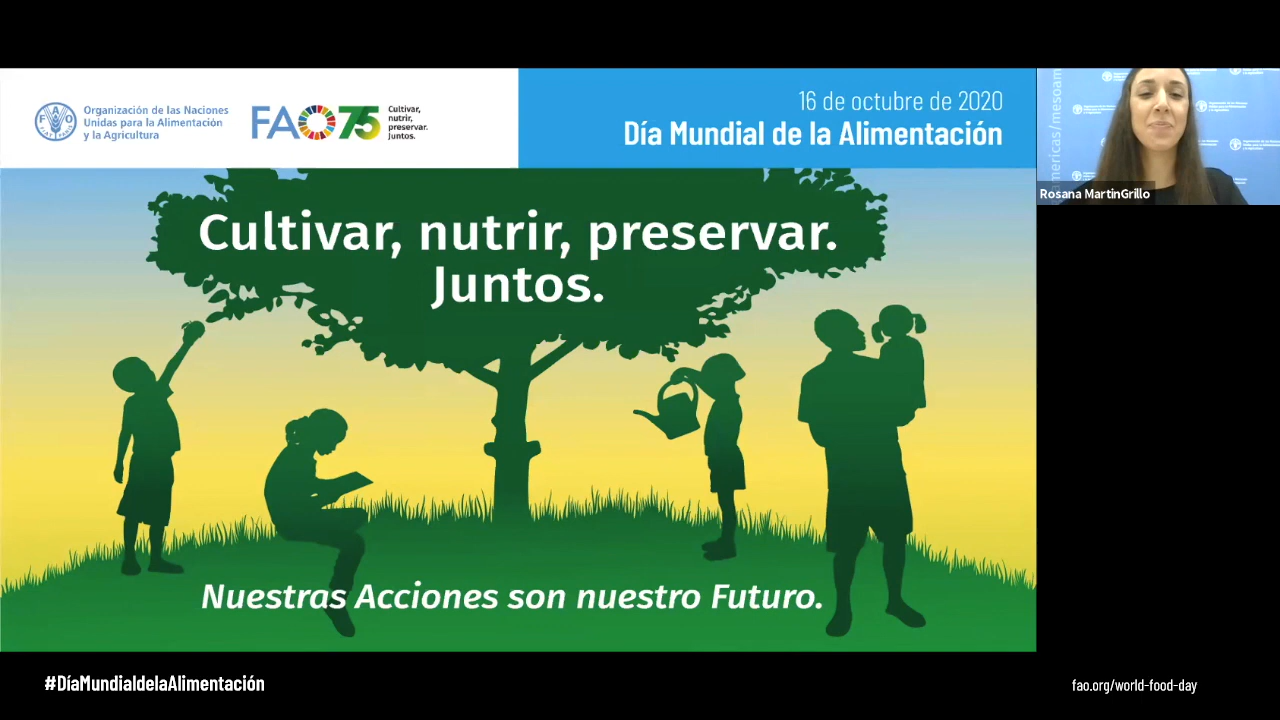 Organización de las Naciones
Unidas para la Alimentación
y la Agricultura
FAO75
Cultivar,
nutrir,
preservar.
Juntos.
16 de octubre de 2020
Día Mundial de la Alimentación
Cultivar, nutrir, preservar.
Juntos.
Nuestras Acciones son nuestro Futuro.
Rosana MartinGrillo
#DíaMundialdelaAlimentación
fao.org/world-food-day